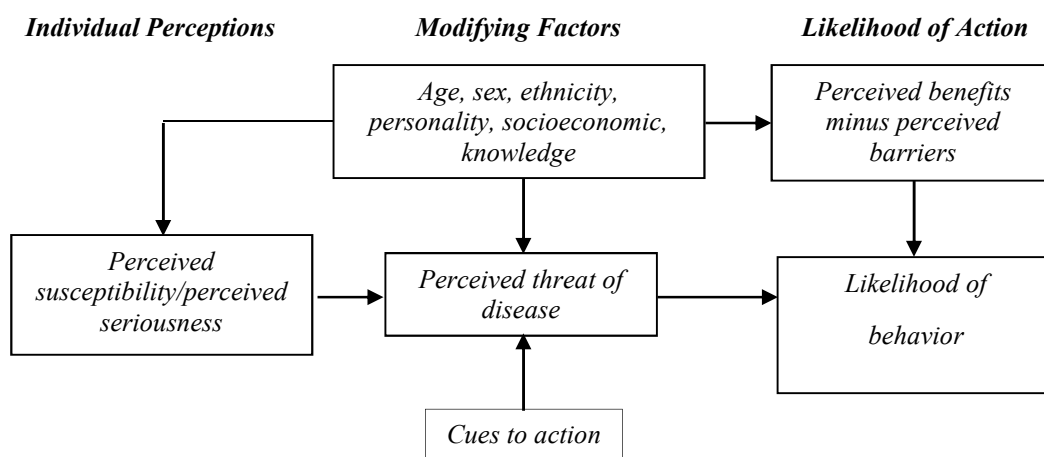 Individual Perceptions
Modifying Factors
Likelihood of Action
Age, sex, ethnicity,
personality, socioeconomic,
knowledge
Perceived benefits
minus perceived
barriers
Perceived
susceptibility/perceived
seriousness
Perceived threat of
disease
Likelihood of
behavior
Cues to action